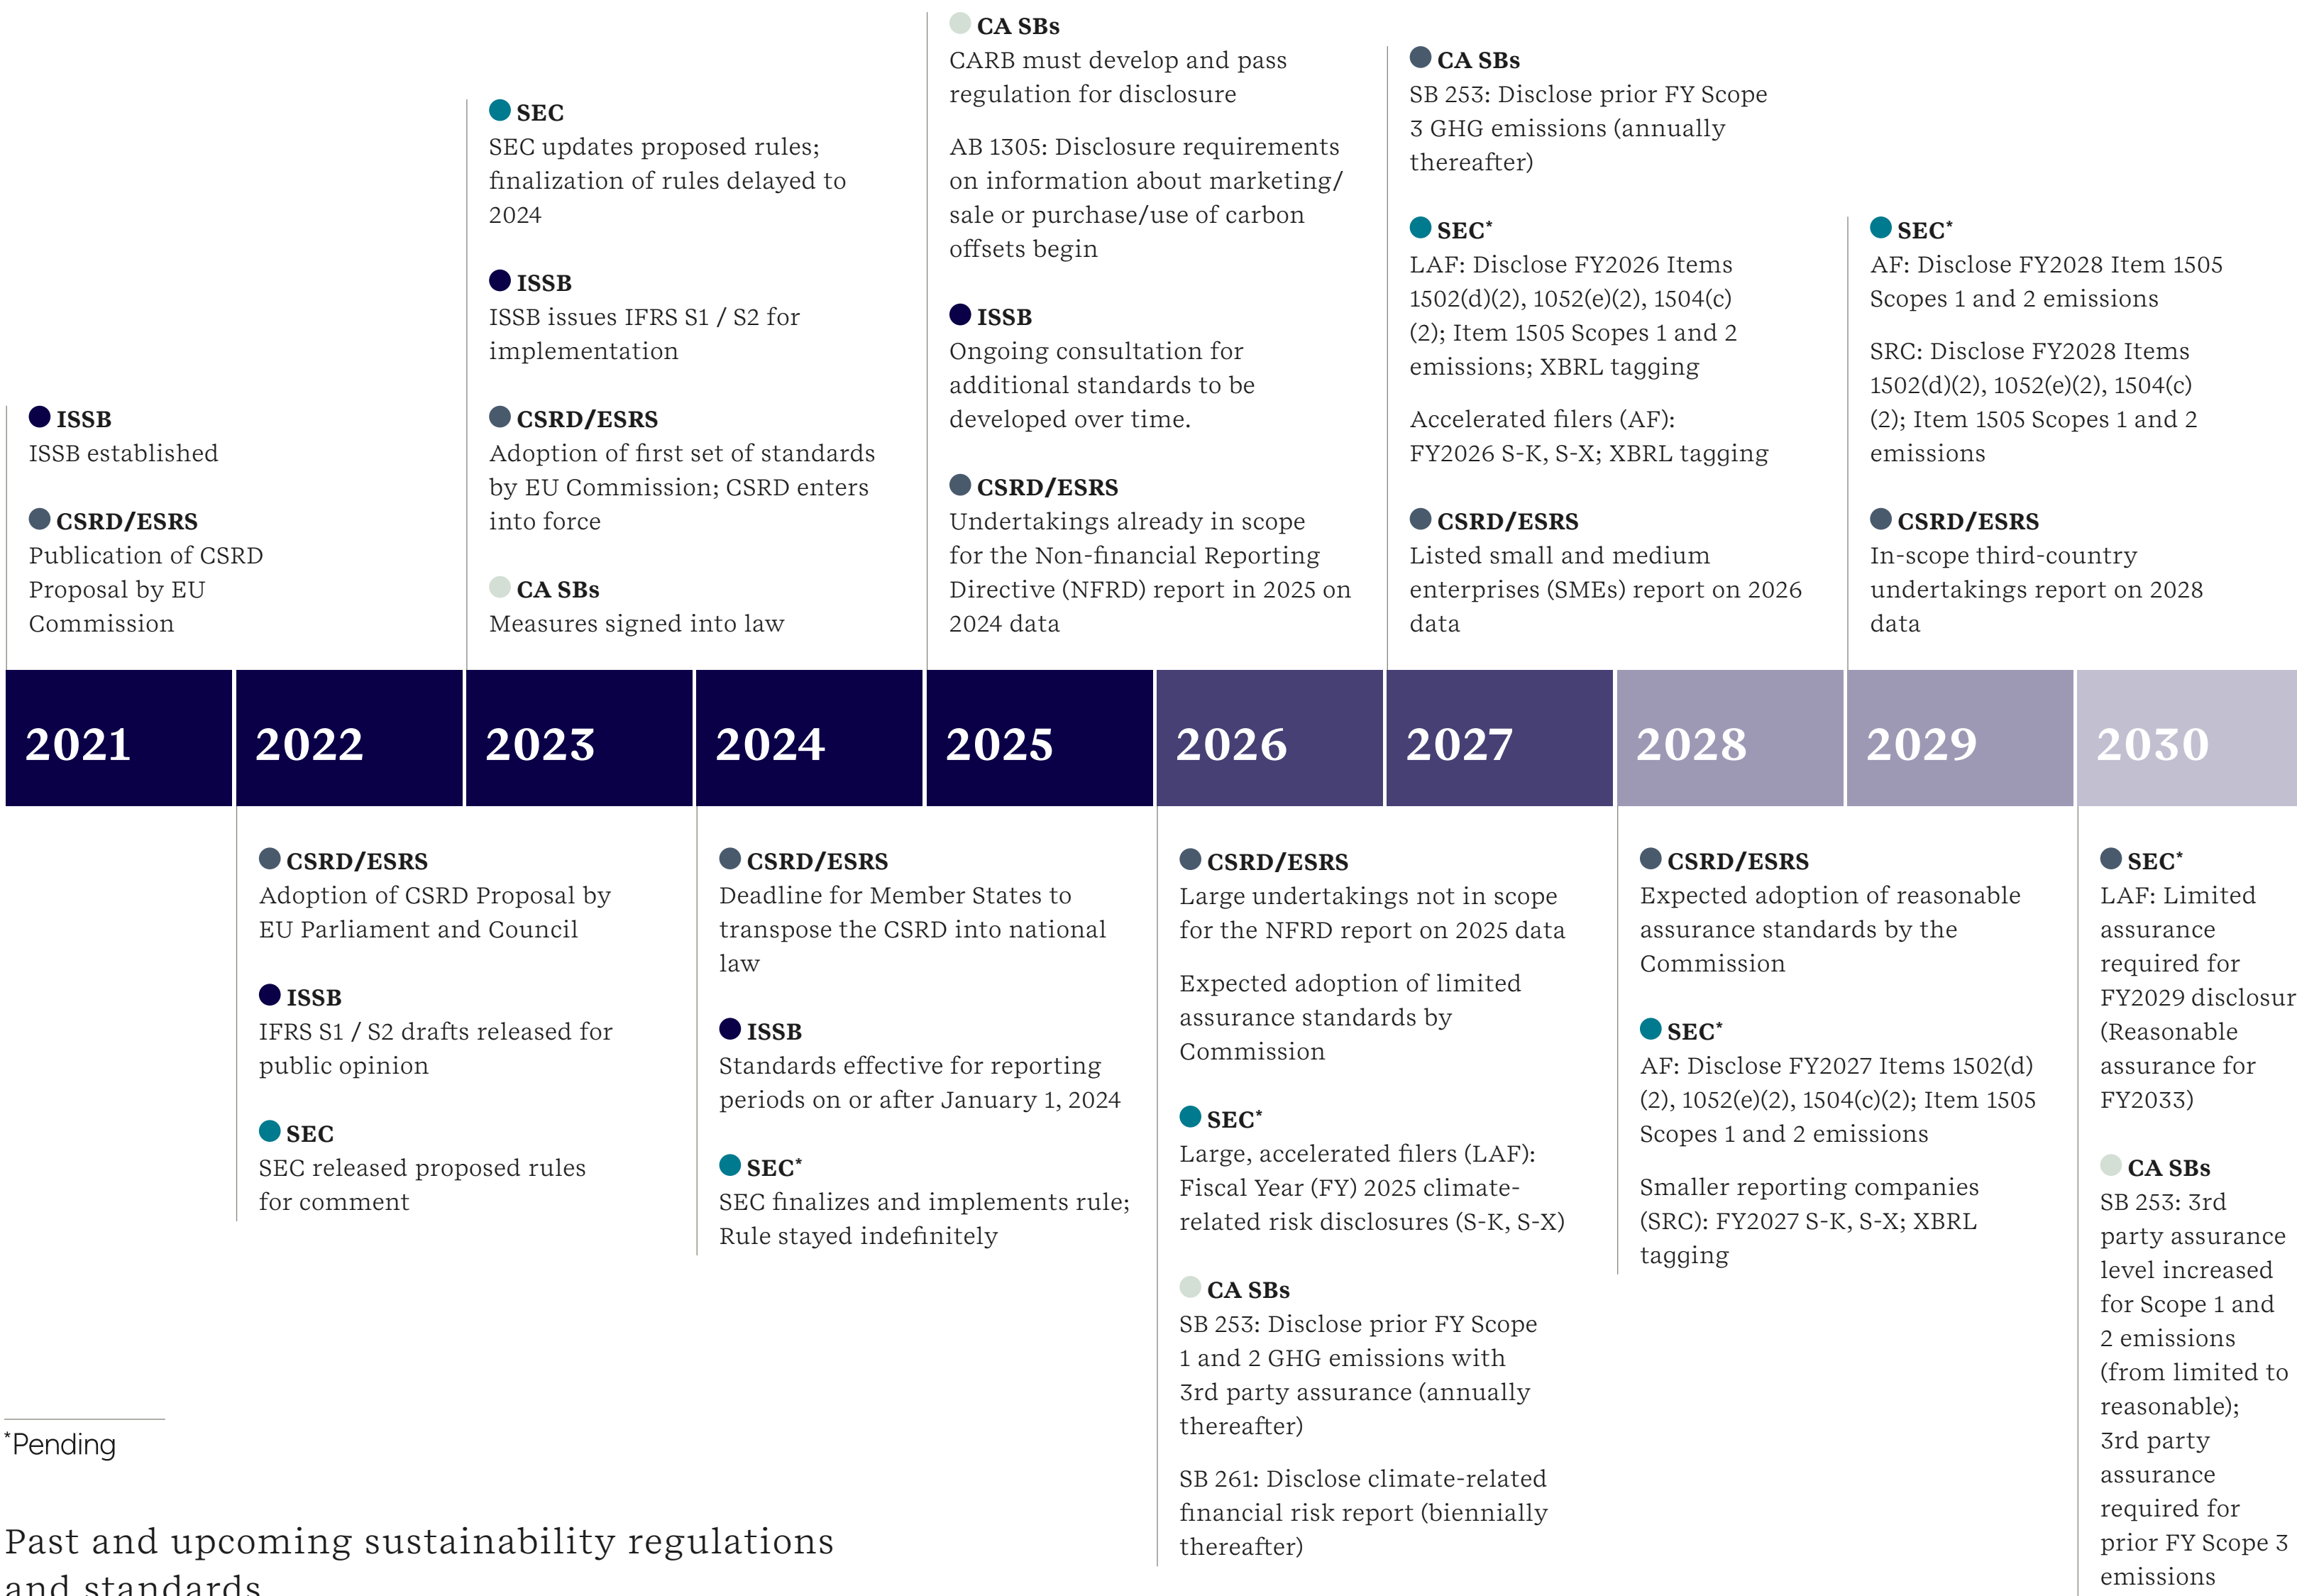 ISSB
ISSB established
CSRD/ESRS
Publication of CSRD
Proposal by EU
Commission
SEC
SEC updates proposed rules;
finalization of rules delayed to
2024
ISSB
ISSB issues IFRS S1 / S2 for
implementation
CSRD/ESRS
Adoption of first set of standards
by EU Commission; CSRD enters
into force
CA SBs
Measures signed into law
CA SBs
CARB must develop and pass
regulation for disclosure
AB 1305: Disclosure requirements
on information about marketing/
sale or purchase/use of carbon
offsets begin
ISSB
Ongoing consultation for
additional standards to be
developed over time.
CSRD/ESRS
Undertakings already in scope
for the Non-financial Reporting
Directive (NFRD) report in 2025 on
2024 data
CA SBs
SB 253: Disclose prior FY Scope
3 GHG emissions (annually
thereafter)
SEC*
LAF: Disclose FY2026 Items
1502(d)(2), 1052(e)(2), 1504(c)
(2); Item 1505 Scopes 1 and 2
emissions; XBRL tagging
Accelerated filers (AF):
FY2026 S-K, S-X; XBRL tagging
CSRD/ESRS
Listed small and medium
enterprises (SMEs) report on 2026
data
SEC*
AF: Disclose FY2028 Item 1505
Scopes 1 and 2 emissions
SRC: Disclose FY2028 Items
1502(d)(2), 1052(e)(2), 1504(c)
(2); Item 1505 Scopes 1 and 2
emissions
CSRD/ESRS
In-scope third-country
undertakings report on 2028
data
2021
2022
2023
2024
2025
2026
2027
2028
2029
2030
CSRD/ESRS
Adoption of CSRD Proposal by
EU Parliament and Council
ISSB
IFRS S1 / S2 drafts released for
public opinion
SEC
SEC released proposed rules
for comment
CSRD/ESRS
Deadline for Member States to
transpose the CSRD into national
law
ISSB
Standards effective for reporting
periods on or after January 1, 2024
SEC*
SEC finalizes and implements rule;
Rule stayed indefinitely
CSRD/ESRS
Large undertakings not in scope
for the NFRD report on 2025 data
Expected adoption of limited
assurance standards by
Commission
SEC*
Large, accelerated filers (LAF):
Fiscal Year (FY) 2025 climate-
related risk disclosures (S-K, S-X)
CA SBs
SB 253: Disclose prior FY Scope
1 and 2 GHG emissions with
3rd party assurance (annually
thereafter)
SB 261: Disclose climate-related
financial risk report (biennially
thereafter)
CSRD/ESRS
Expected adoption of reasonable
assurance standards by the
Commission
SEC*
AF: Disclose FY2027 Items 1502(d)
(2), 1052(e)(2), 1504(c)(2); Item 1505
Scopes 1 and 2 emissions
Smaller reporting companies
(SRC): FY2027 S-K, S-X; XBRL
tagging
SEC*
LAF: Limited
assurance
required for
FY2029 disclosur
(Reasonable
assurance for
FY2033)
CA SBs
SB 253: 3rd
party assurance
level increased
for Scope 1 and
2 emissions
(from limited to
reasonable);
3rd party
assurance
required for
prior FY Scope 3
emissions
*Pending
Past and upcoming sustainability regulations
and standards